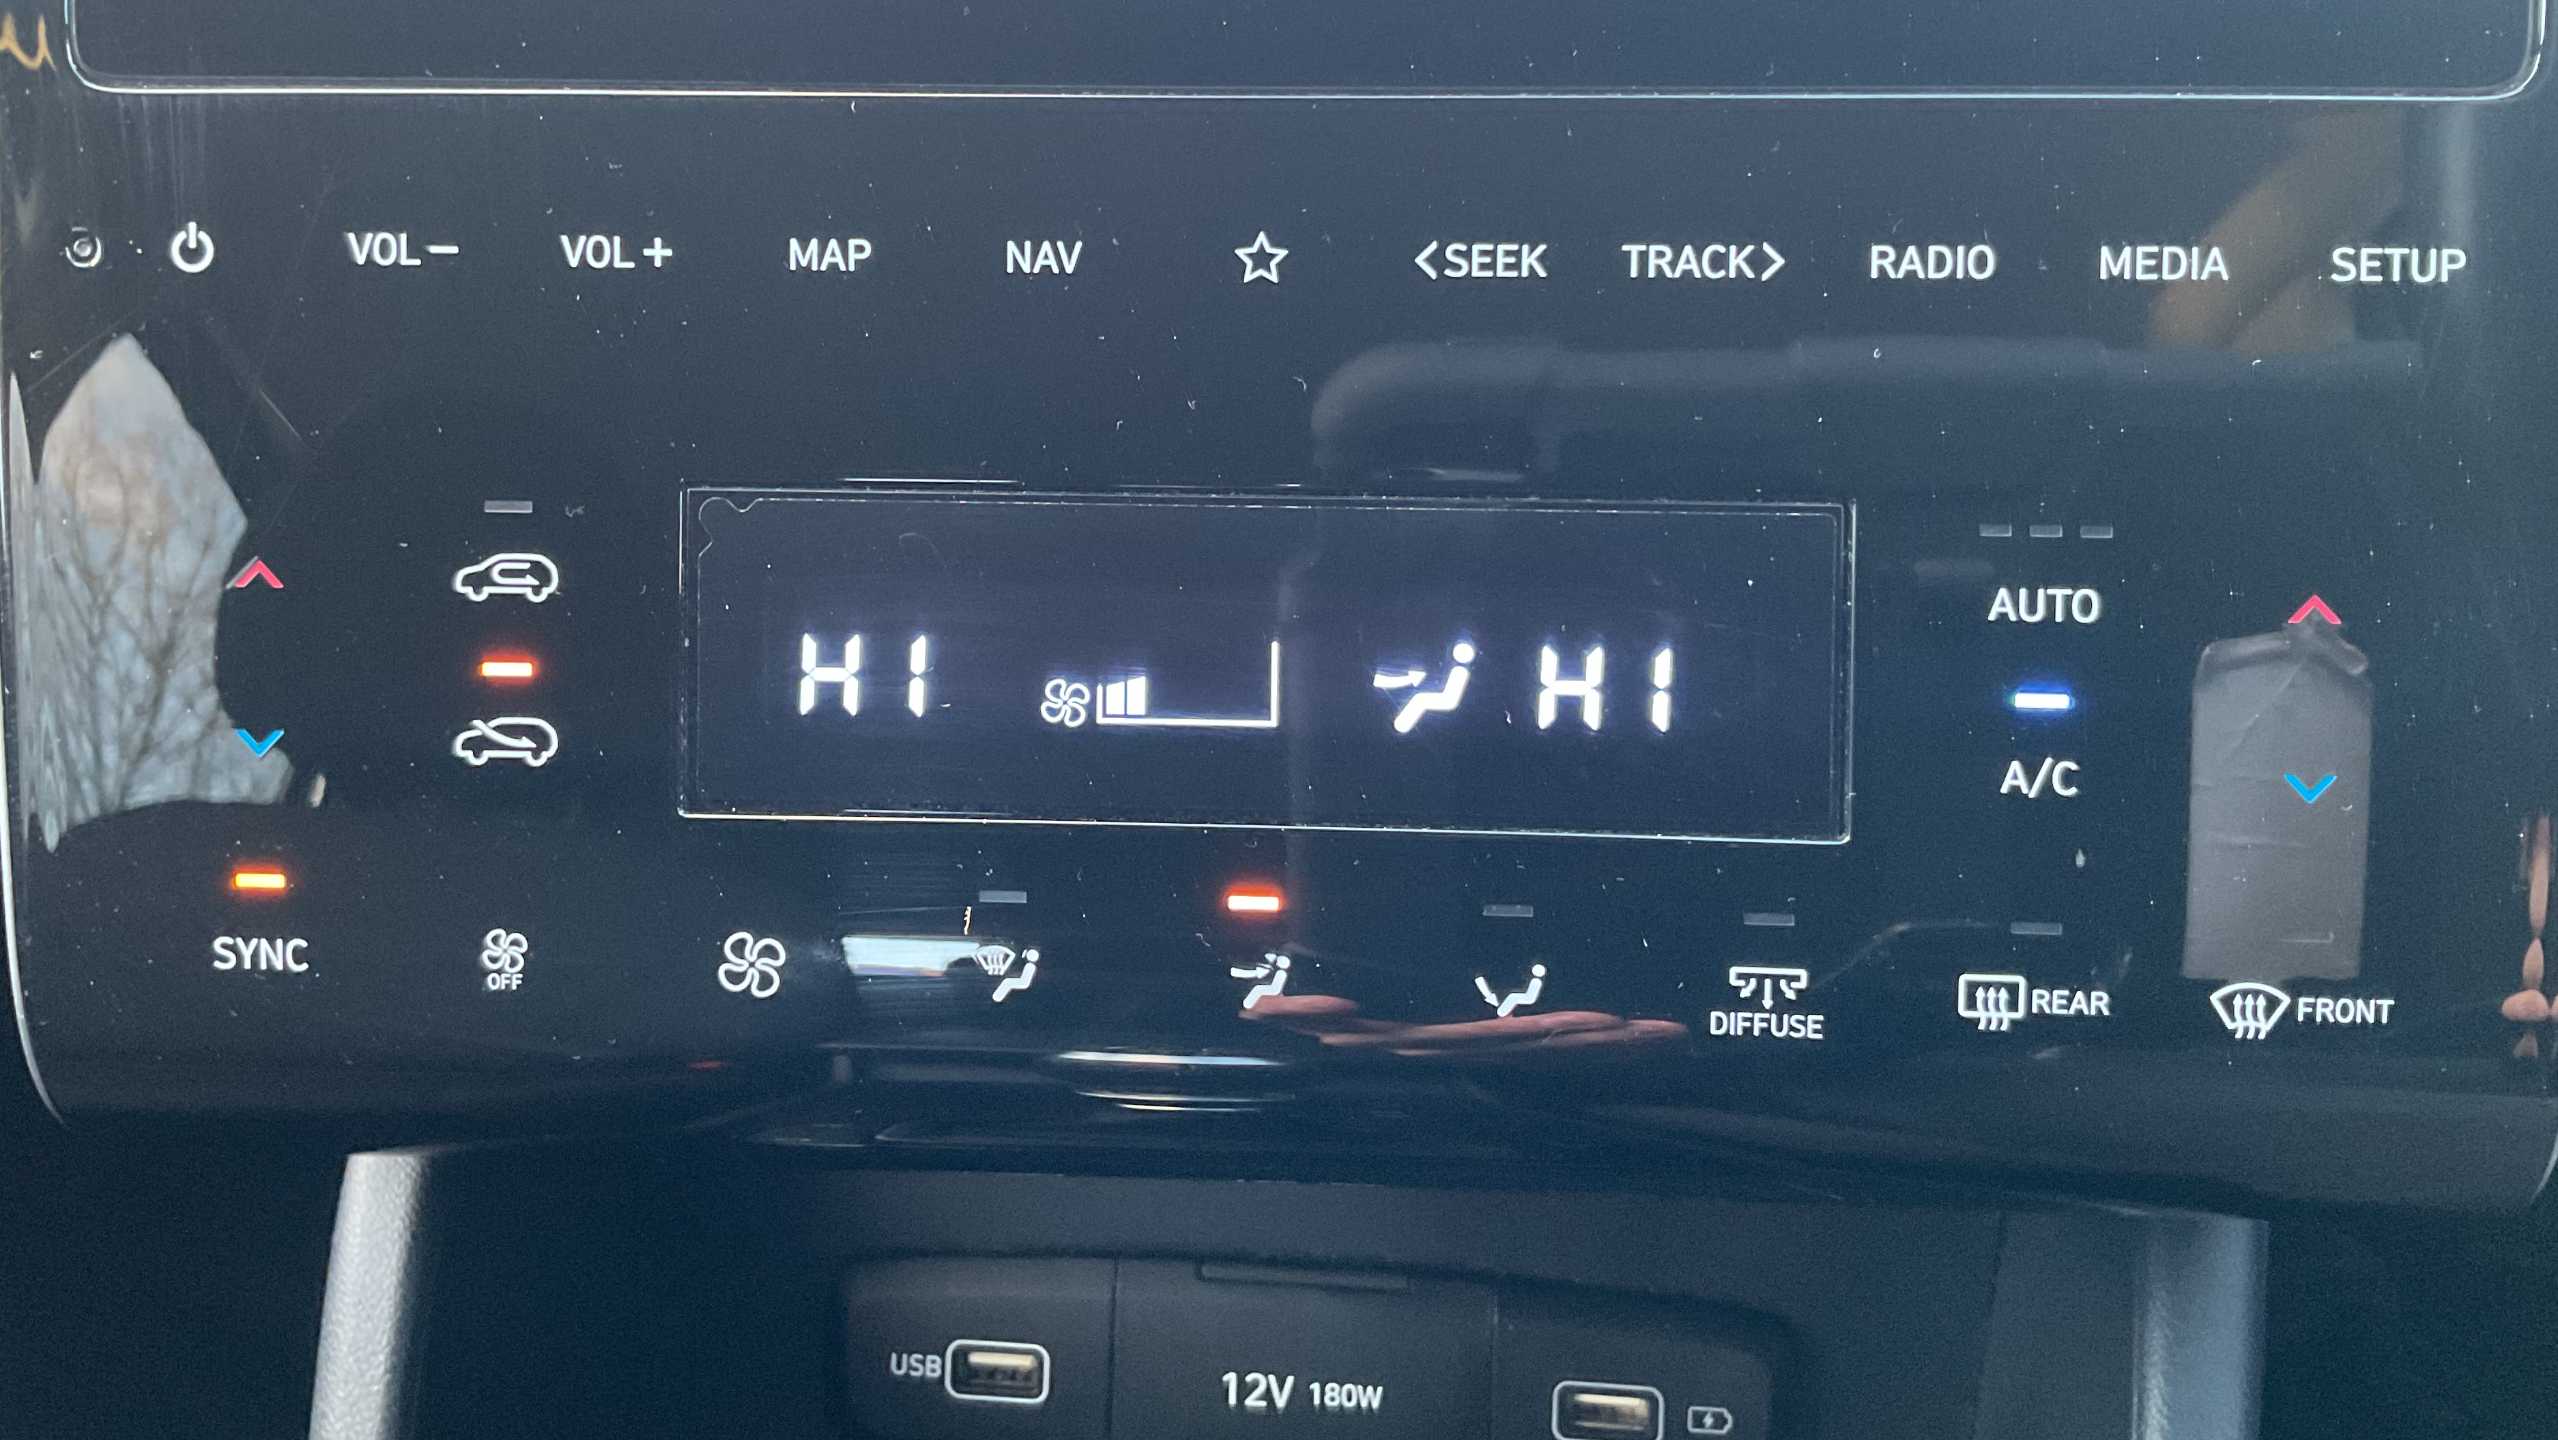 VOL− VOL+ MAP NAV <SEEK TRACK> RADIO MEDIA SETUP
AUTO
HI HI
A/C
SYNC OFF DIFFUSE REAR FRONT
USB 12V 180W